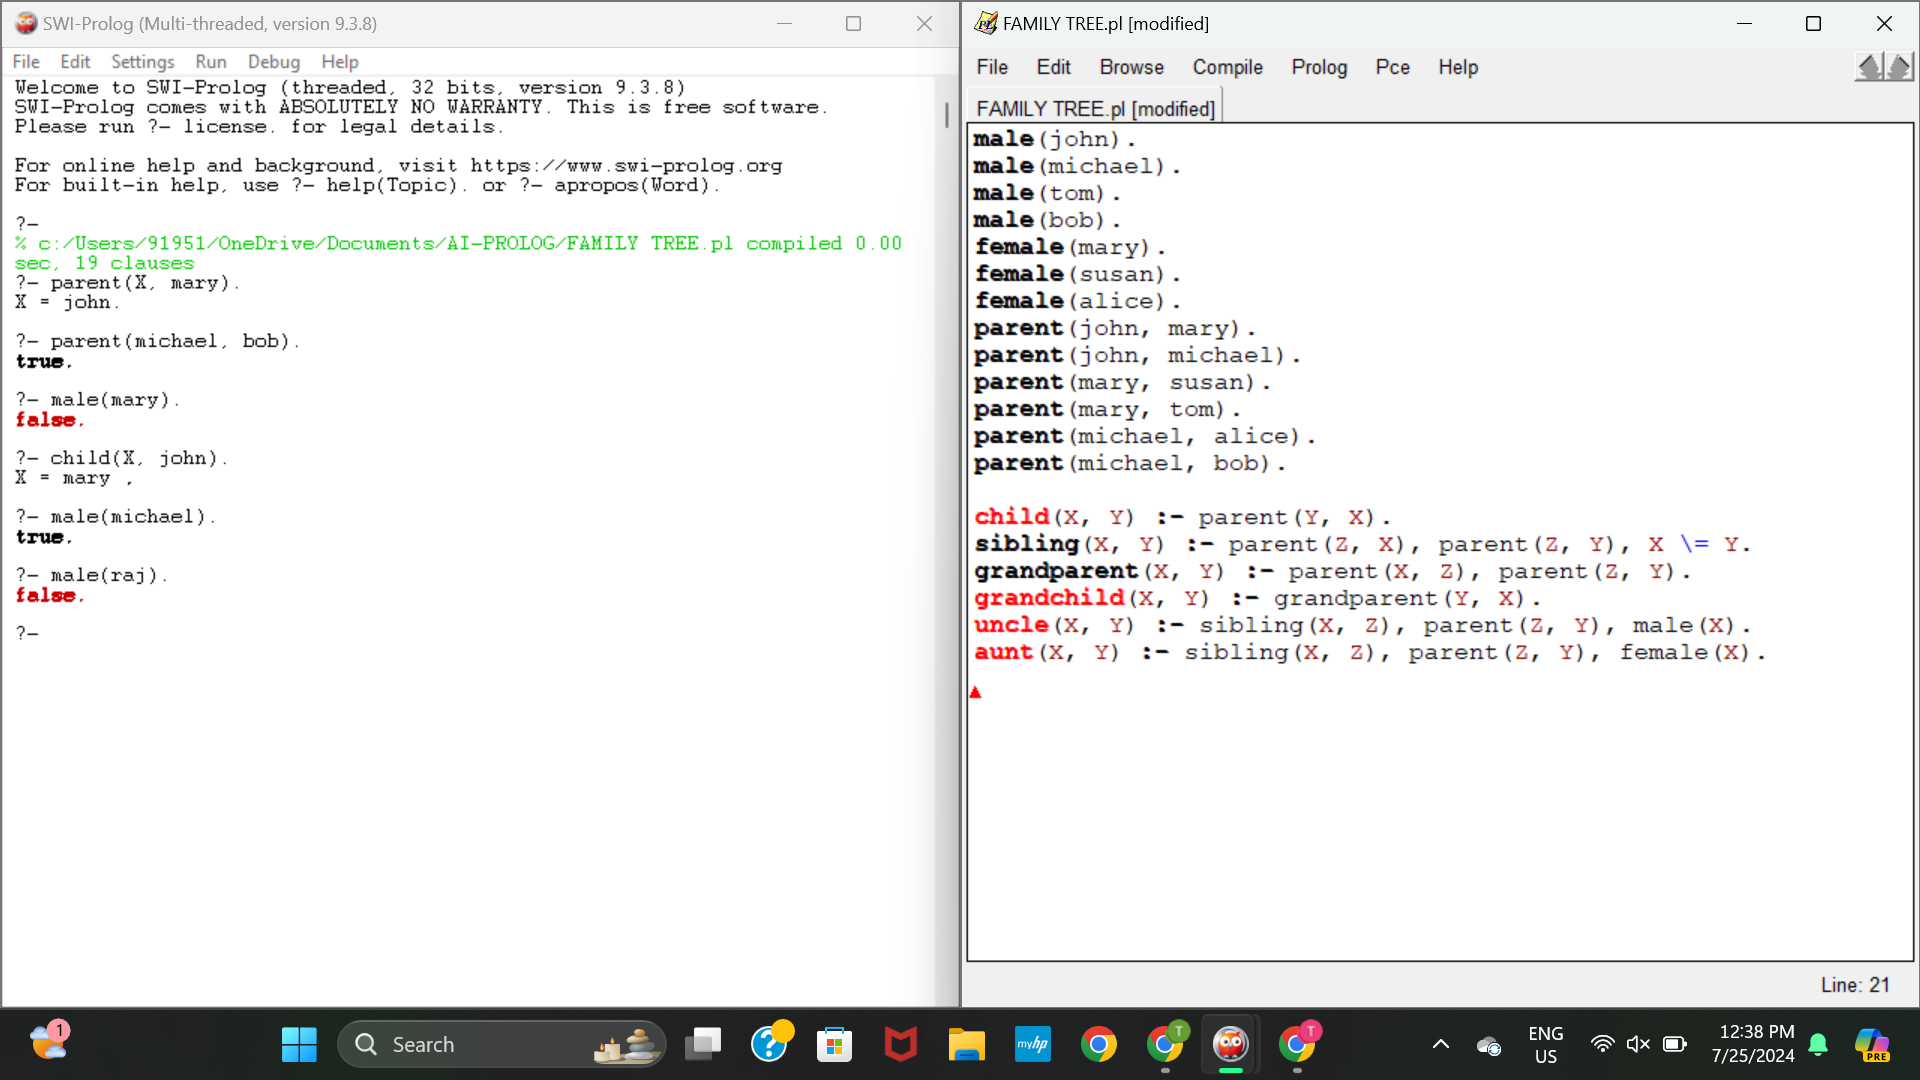 SWI-Prolog (Multi-threaded, version 9.3.8)
File Edit Settings Run Debug Help
Welcome to SWI-Prolog (threaded, 32 bits, version 9.3.8)
SWI-Prolog comes with ABSOLUTELY NO WARRANTY. This is free software.
Please run ?- license. for legal details.
For online help and background, visit https://www.swi-prolog.org
For built-in help, use ?- help(Topic). or ?- apropos(Word).
?-
% c:/Users/91951/OneDrive/Documents/AI-PROLOG/FAMILY TREE.pl compiled 0.00
sec, 19 clauses
?- parent(X, mary).
X = john.
?- parent(michael, bob).
true.
?- male(mary).
false.
?- child(X, john).
X = mary .
?- male(michael).
true.
?- male(raj).
false.
?-
FAMILY TREE.pl [modified]
File Edit Browse Compile Prolog Pce Help
FAMILY TREE.pl [modified]
male(john).
male(michael).
male(tom).
male(bob).
female(mary).
female(susan).
female(alice).
parent(john, mary).
parent(john, michael).
parent(mary, susan).
parent(mary, tom).
parent(michael, alice).
parent(michael, bob).
child(X, Y) :- parent(Y, X).
sibling(X, Y) :- parent(Z, X), parent(Z, Y), X \= Y.
grandparent(X, Y) :- parent(X, Z), parent(Z, Y).
grandchild(X, Y) :- grandparent(Y, X).
uncle(X, Y) :- sibling(X, Z), parent(Z, Y), male(X).
aunt(X, Y) :- sibling(X, Z), parent(Z, Y), female(X).
Line: 21
1
Search
?
myhp
T
T
ENG
US
12:38 PM
7/25/2024
PRE